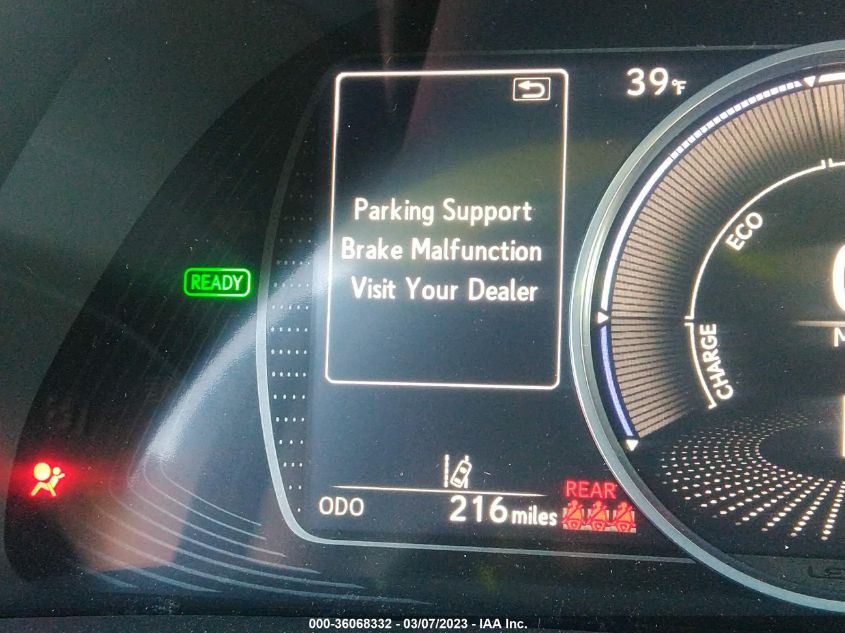 39°F
Parking Support
Brake Malfunction
Visit Your Dealer
READY
ECO
CHARGE
REAR
ODO 216 miles
000-36068332 - 03/07/2023 - IAA Inc.